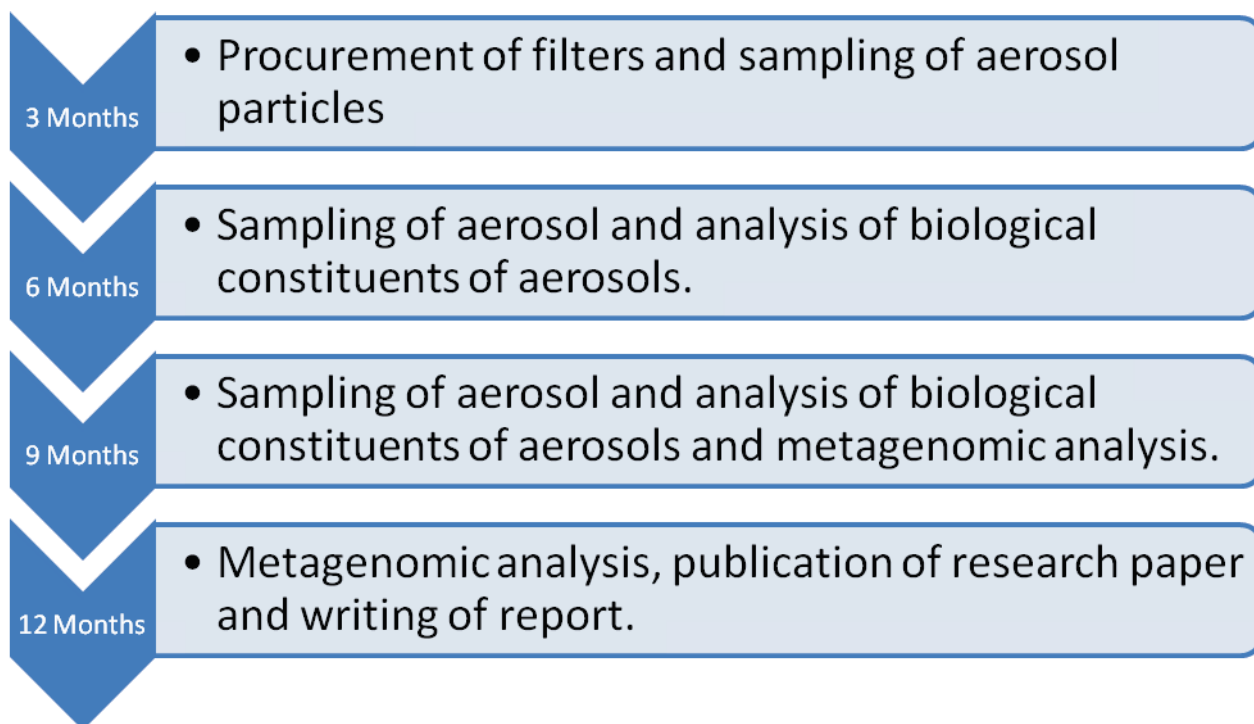 • Procurement of filters and sampling of aerosol
particles
3 Months
• Sampling of aerosol and analysis of biological
constituents of aerosols.
6 Months
• Sampling of aerosol and analysis of biological
constituents of aerosols and metagenomic analysis.
9 Months
• Metagenomic analysis, publication of research paper
and writing of report.
12 Months